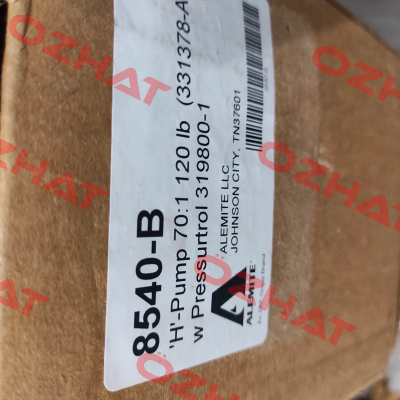 8540-B
'H'-Pump 70:1 120 lb (331378-A
w Pressurtrol 319800-1
ALEMITE LLC
JOHNSON CITY, TN37601
ALEMITE
OZHAT
OZHAT
OZHAT
OZHAT
OZHAT
OZHAT